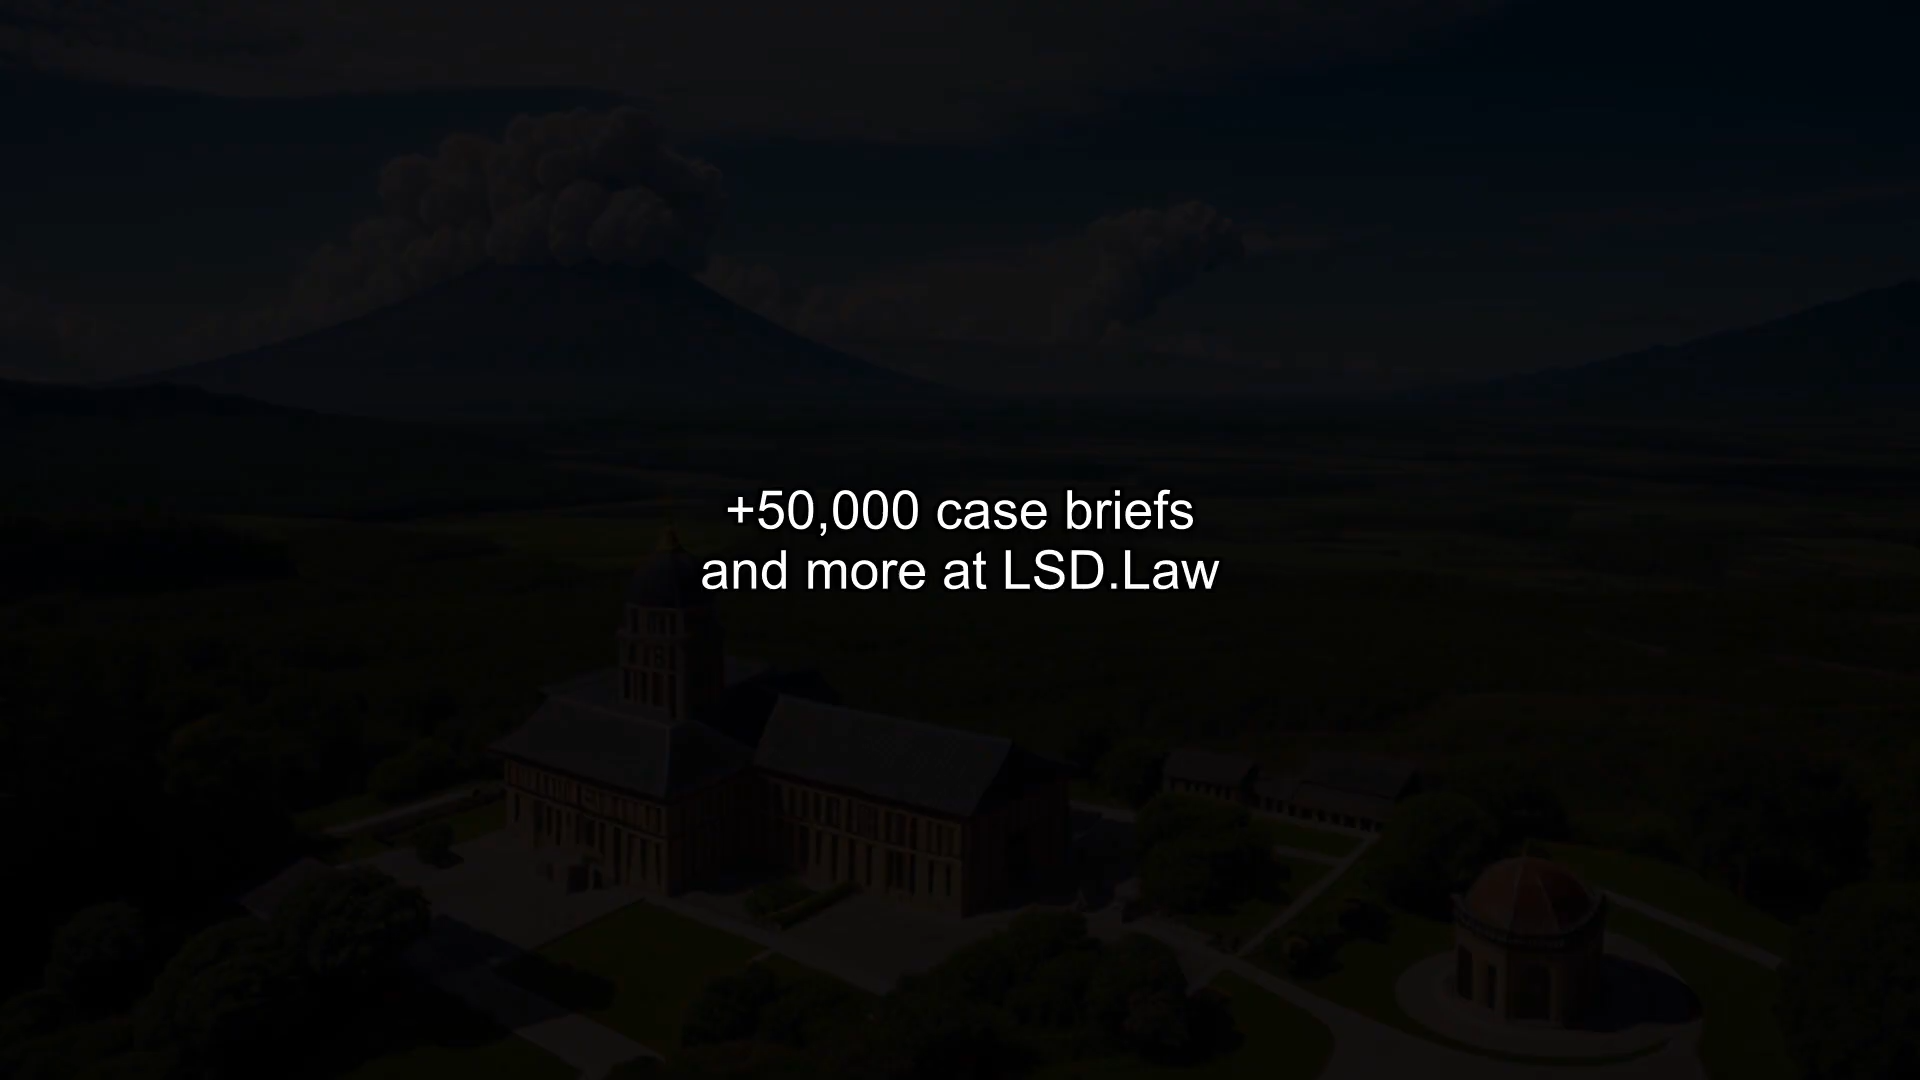 +50,000 case briefs
and more at LSD.Law